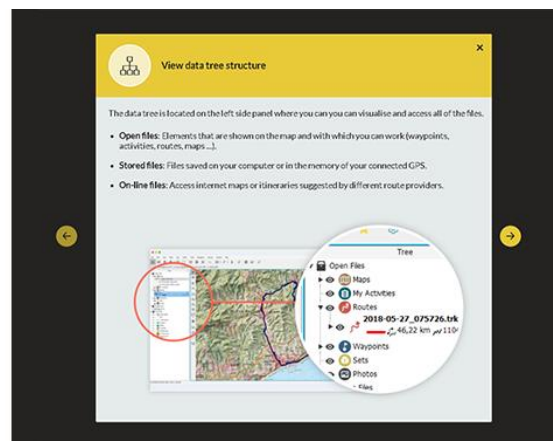 View data tree structure
×
The data tree is located on the left side panel where you can you can visualise and access all of the files.
• Open files: Elements that are shown on the map and with which you can work (waypoints,
activities, routes, maps ...).
• Stored files: Files saved on your computer or in the memory of your connected GPS.
• On-line files: Access internet maps or itineraries suggested by different route providers.
Tree
Open Files
Maps
My Activities
Routes
2018-05-27_075726.trk
46,22 km
Waypoints
Sets
Photos
Files